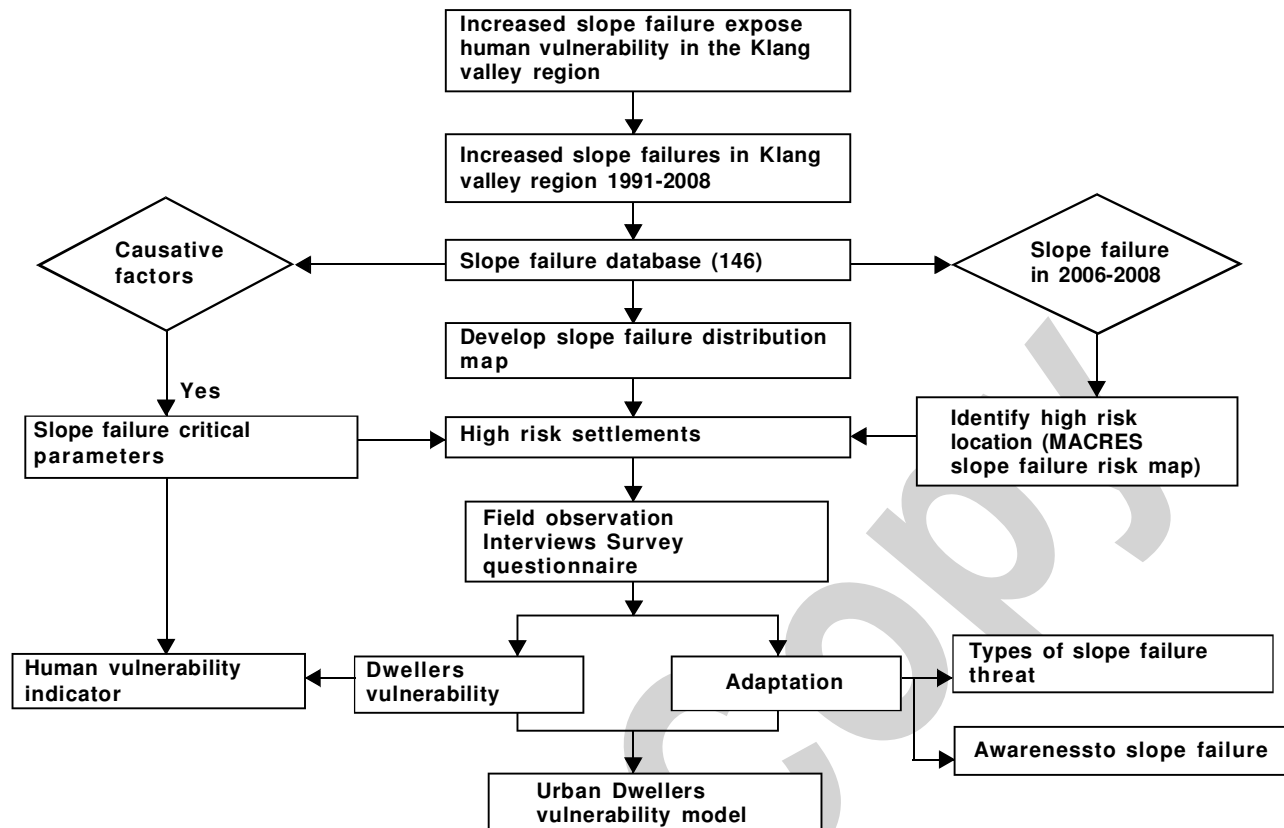 Increased slope failure expose
human vulnerability in the Klang
valley region
Increased slope failures in Klang
valley region 1991-2008
Causative
factors
Slope failure database (146)
Slope failure
in 2006-2008
Develop slope failure distribution
map
Yes
Slope failure critical
parameters
High risk settlements
Identify high risk
location (MACRES
slope failure risk map)
Field observation
Interviews Survey
questionnaire
Human vulnerability
indicator
Dwellers
vulnerability
Adaptation
Types of slope failure
threat
Awarenessto slope failure
Urban Dwellers
vulnerability model
copy